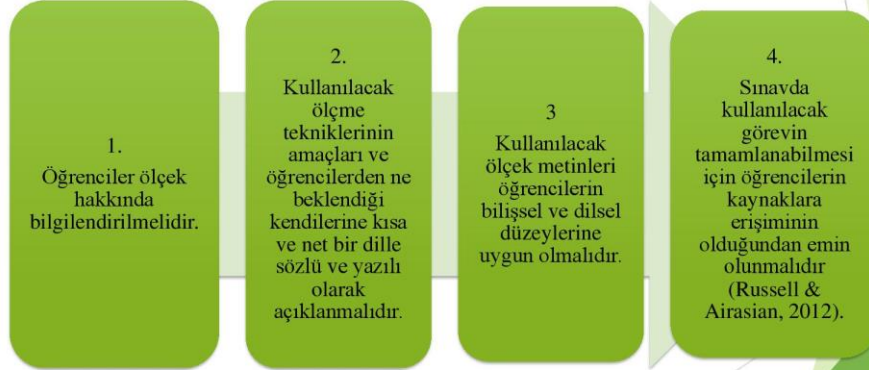 1.
Öğrenciler ölçek
hakkında
bilgilendirilmelidir.
2.
Kullanılacak
ölçme
tekniklerinin
amaçları ve
öğrencilerden ne
beklendiği
kendilerine kısa
ve net bir dille
sözlü ve yazılı
olarak
açıklanmalıdır.
3
Kullanılacak
ölçek metinleri
öğrencilerin
bilişsel ve dilsel
düzeylerine
uygun olmalıdır.
4.
Sınavda
kullanılacak
görevin
tamamlanabilmesi
için öğrencilerin
kaynaklara
erişiminin
olduğundan emin
olunmalıdır
(Russell &
Airasian, 2012).